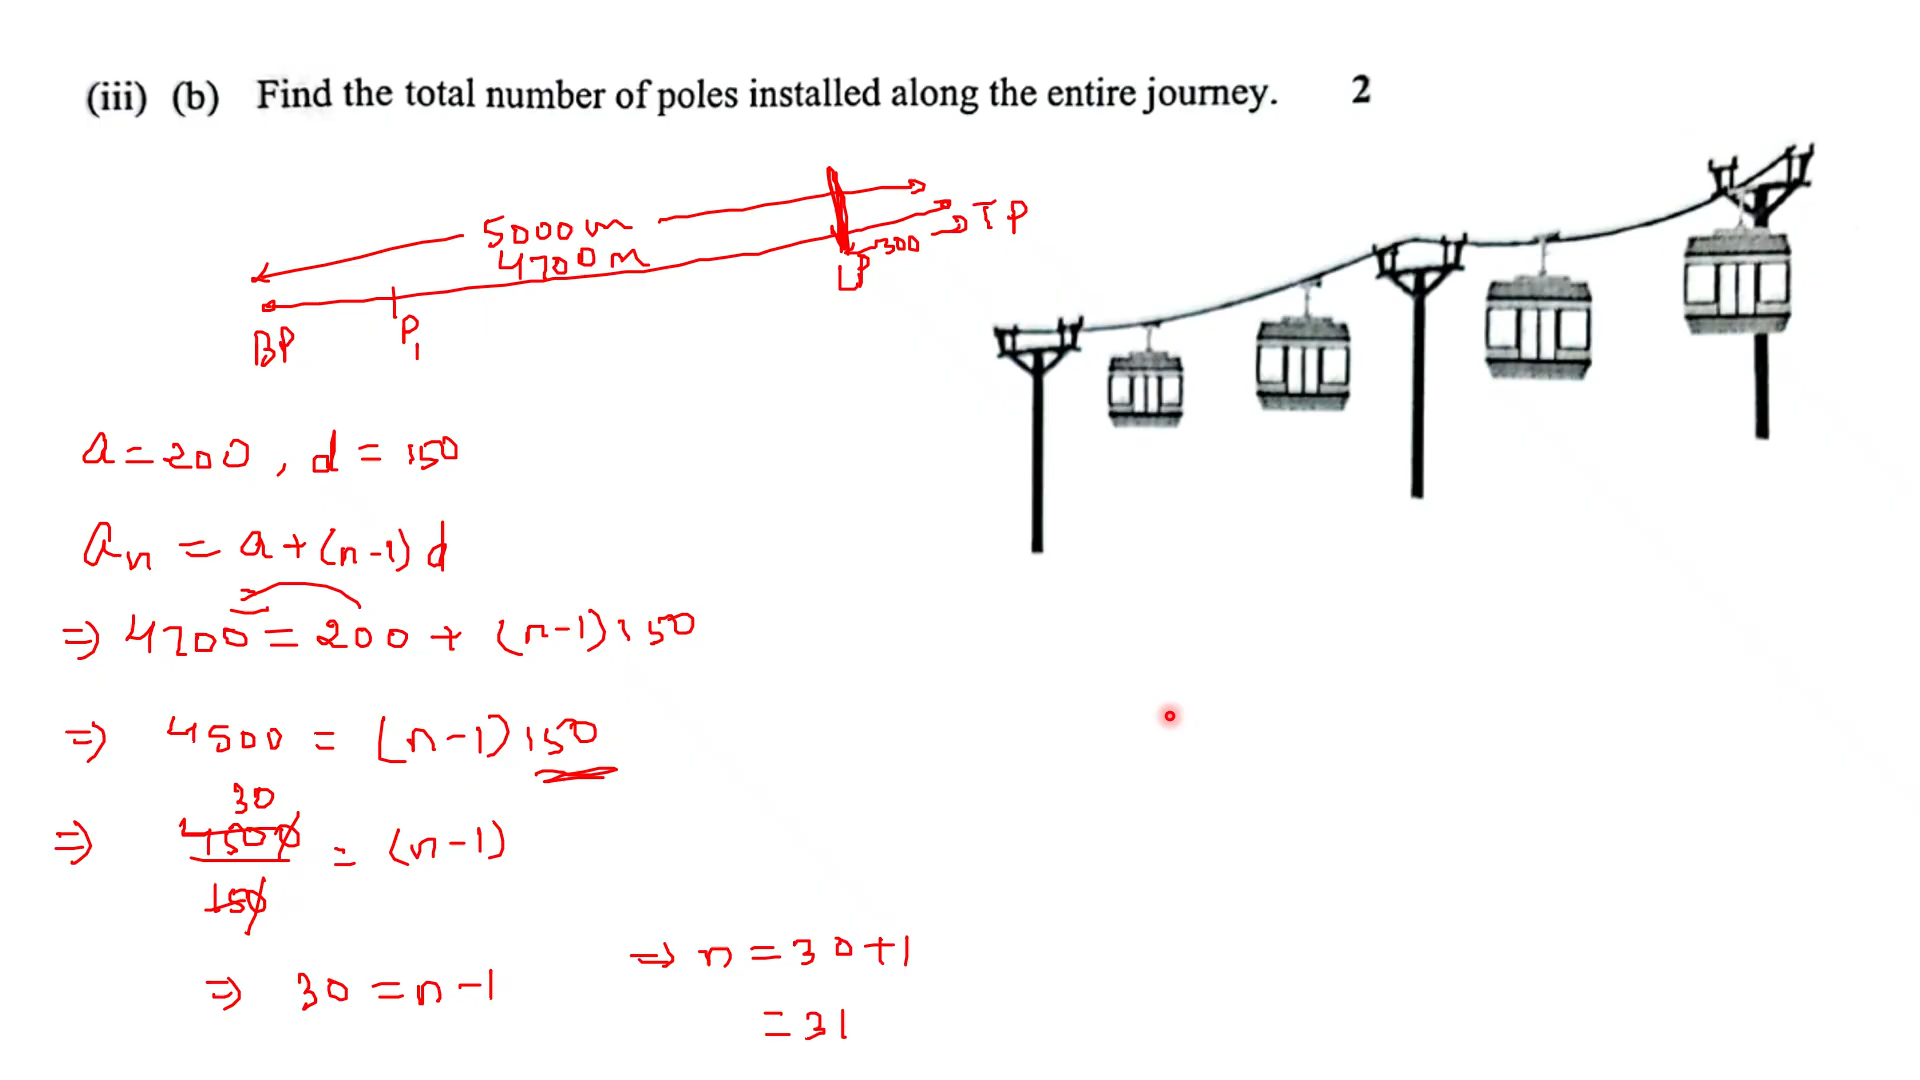 (iii) (b) Find the total number of poles installed along the entire journey. 2
5000 m
4700 m
300
TP
LP
BP
P1
a = 200 , d = 150
an = a + (n-1) d
⇒ 4700 = 200 + (n-1) 150
⇒ 4500 = (n-1) 150
30
⇒ 4500/150 = (n-1)
⇒ 30 = n-1
⇒ n = 30+1
= 31